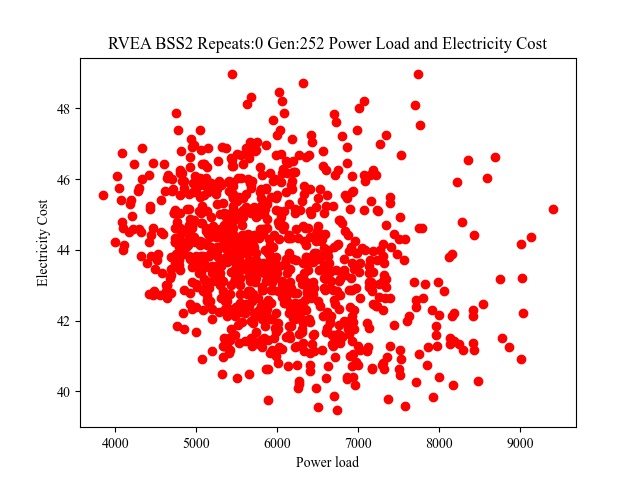 RVEA BSS2 Repeats:0 Gen:252 Power Load and Electricity Cost
48
46
44
42
40
Electricity Cost
4000 5000 6000 7000 8000 9000
Power load